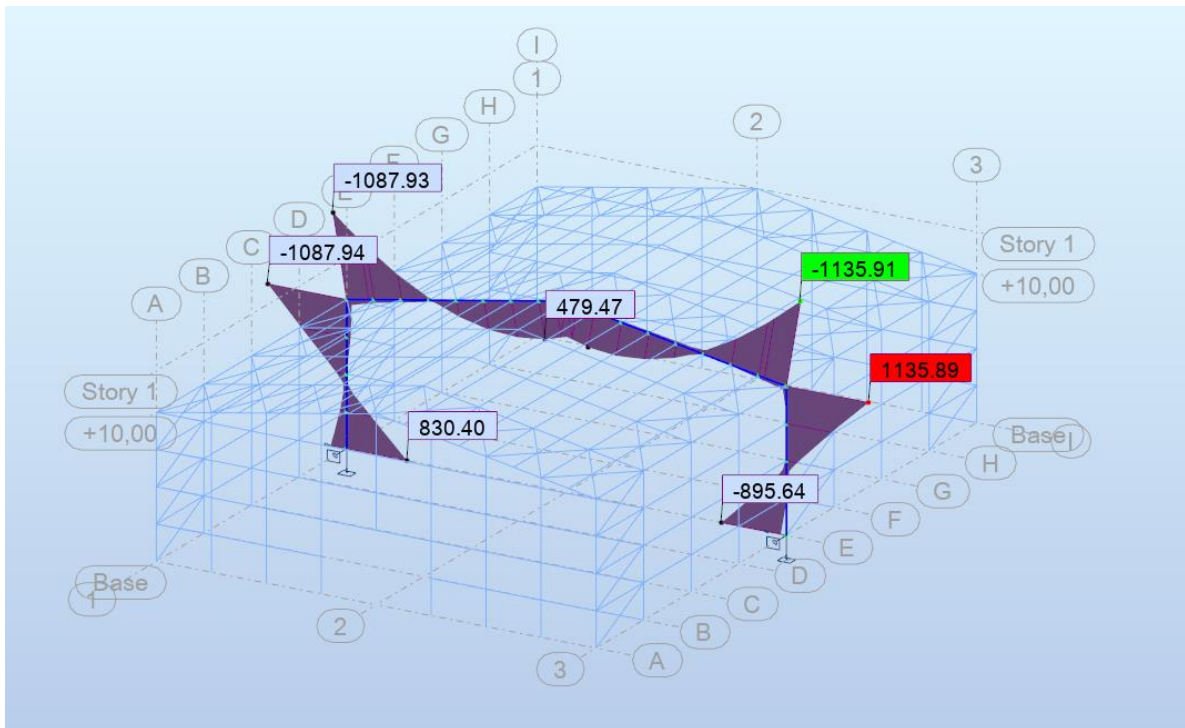 I
1
H
2
G
F
3
-1087.93
E
D
Story 1
-1087.94
C
-1135.91
+10,00
B
479.47
A
1135.89
Story 1
830.40
Base
I
+10,00
H
-895.64
G
F
E
D
Base
C
1
B
2
A
3